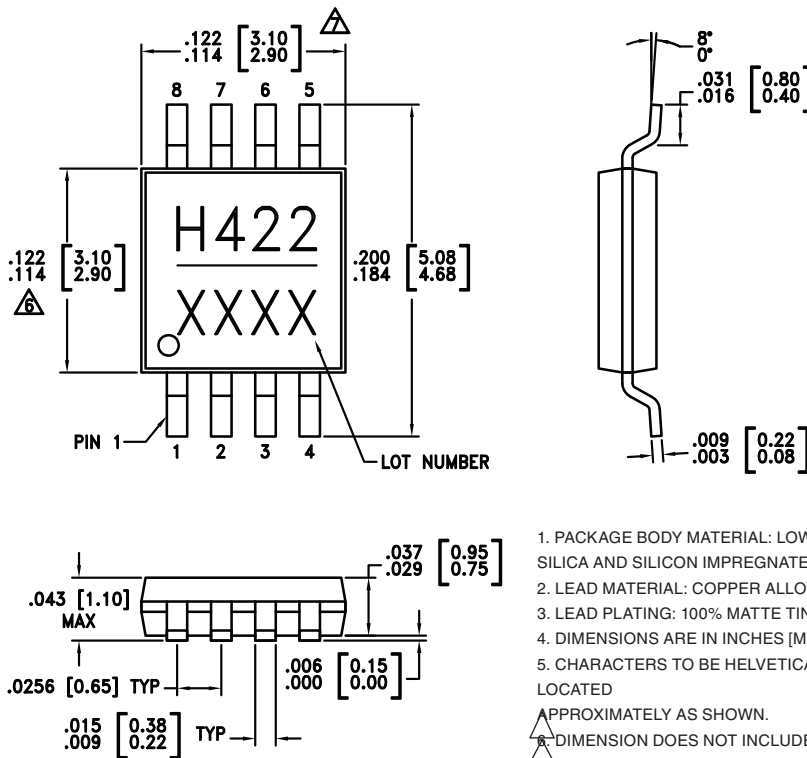 .122 [3.10]
.114 [2.90]
7
8 7 6 5
H422
XXXX
.122 [3.10]
.114 [2.90]
6
.200 [5.08]
.184 [4.68]
PIN 1
1 2 3 4
LOT NUMBER
8°
0°
.031 [0.80]
.016 [0.40]
.009 [0.22]
.003 [0.08]
.043 [1.10]
MAX
.037 [0.95]
.029 [0.75]
.0256 [0.65] TYP
.006 [0.15]
.000 [0.00]
.015 [0.38]
.009 [0.22] TYP
1. PACKAGE BODY MATERIAL: LOW
SILICA AND SILICON IMPREGNATE
2. LEAD MATERIAL: COPPER ALLO
3. LEAD PLATING: 100% MATTE TIN
4. DIMENSIONS ARE IN INCHES [M
5. CHARACTERS TO BE HELVETICA
LOCATED
APPROXIMATELY AS SHOWN.
6. DIMENSION DOES NOT INCLUDE